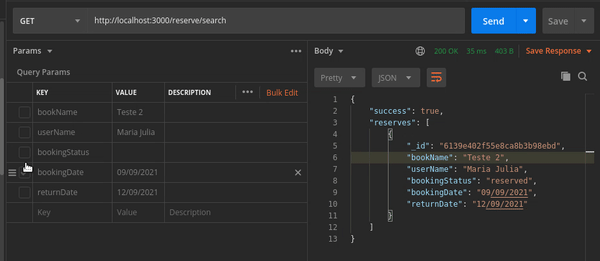 GET http://localhost:3000/reserve/search Send Save
Params
Query Params
KEY VALUE DESCRIPTION Bulk Edit
bookName Teste 2
userName Maria Julia
bookingStatus
bookingDate 09/09/2021
returnDate 12/09/2021
Key Value Description
Body 200 OK 35 ms 403 B Save Response
Pretty JSON
1 {
2 "success": true,
3 "reserves": [
4 {
5 "_id": "6139e402f55e8ca8b3b98ebd",
6 "bookName": "Teste 2",
7 "userName": "Maria Julia",
8 "bookingStatus": "reserved",
9 "bookingDate": "09/09/2021",
10 "returnDate": "12/09/2021"
11 }
12 ]
13 }